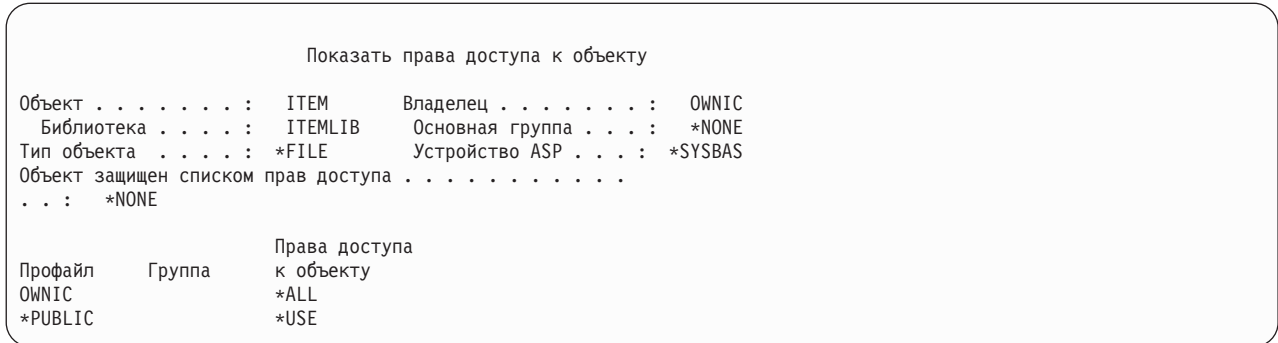 Показать права доступа к объекту
Объект . . . . . . . : ITEM Владелец . . . . . . . : OWNIC
Библиотека . . . . : ITEMLIB Основная группа . . . : *NONE
Тип объекта . . . . : *FILE Устройство ASP . . . : *SYSBAS
Объект защищен списком прав доступа . . . . . . . . . . .
. . : *NONE
Права доступа
Профайл Группа к объекту
OWNIC *ALL
*PUBLIC *USE